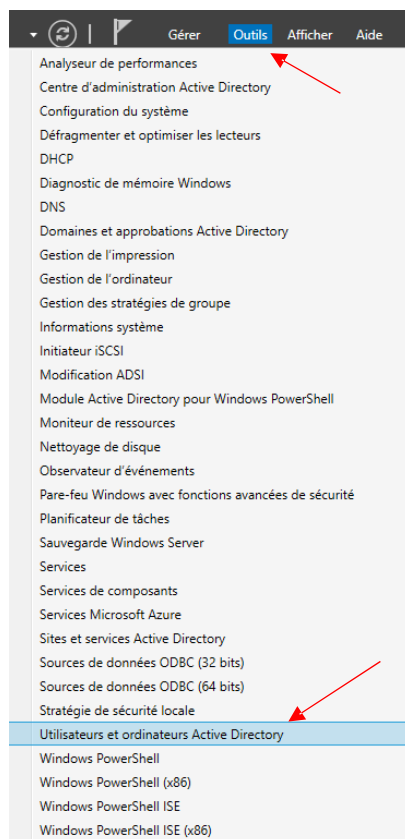 Gérer Outils Afficher Aide
Analyseur de performances
Centre d'administration Active Directory
Configuration du système
Défragmenter et optimiser les lecteurs
DHCP
Diagnostic de mémoire Windows
DNS
Domaines et approbations Active Directory
Gestion de l'impression
Gestion de l'ordinateur
Gestion des stratégies de groupe
Informations système
Initiateur iSCSI
Modification ADSI
Module Active Directory pour Windows PowerShell
Moniteur de ressources
Nettoyage de disque
Observateur d'événements
Pare-feu Windows avec fonctions avancées de sécurité
Planificateur de tâches
Sauvegarde Windows Server
Services
Services de composants
Services Microsoft Azure
Sites et services Active Directory
Sources de données ODBC (32 bits)
Sources de données ODBC (64 bits)
Stratégie de sécurité locale
Utilisateurs et ordinateurs Active Directory
Windows PowerShell
Windows PowerShell (x86)
Windows PowerShell ISE
Windows PowerShell ISE (x86)